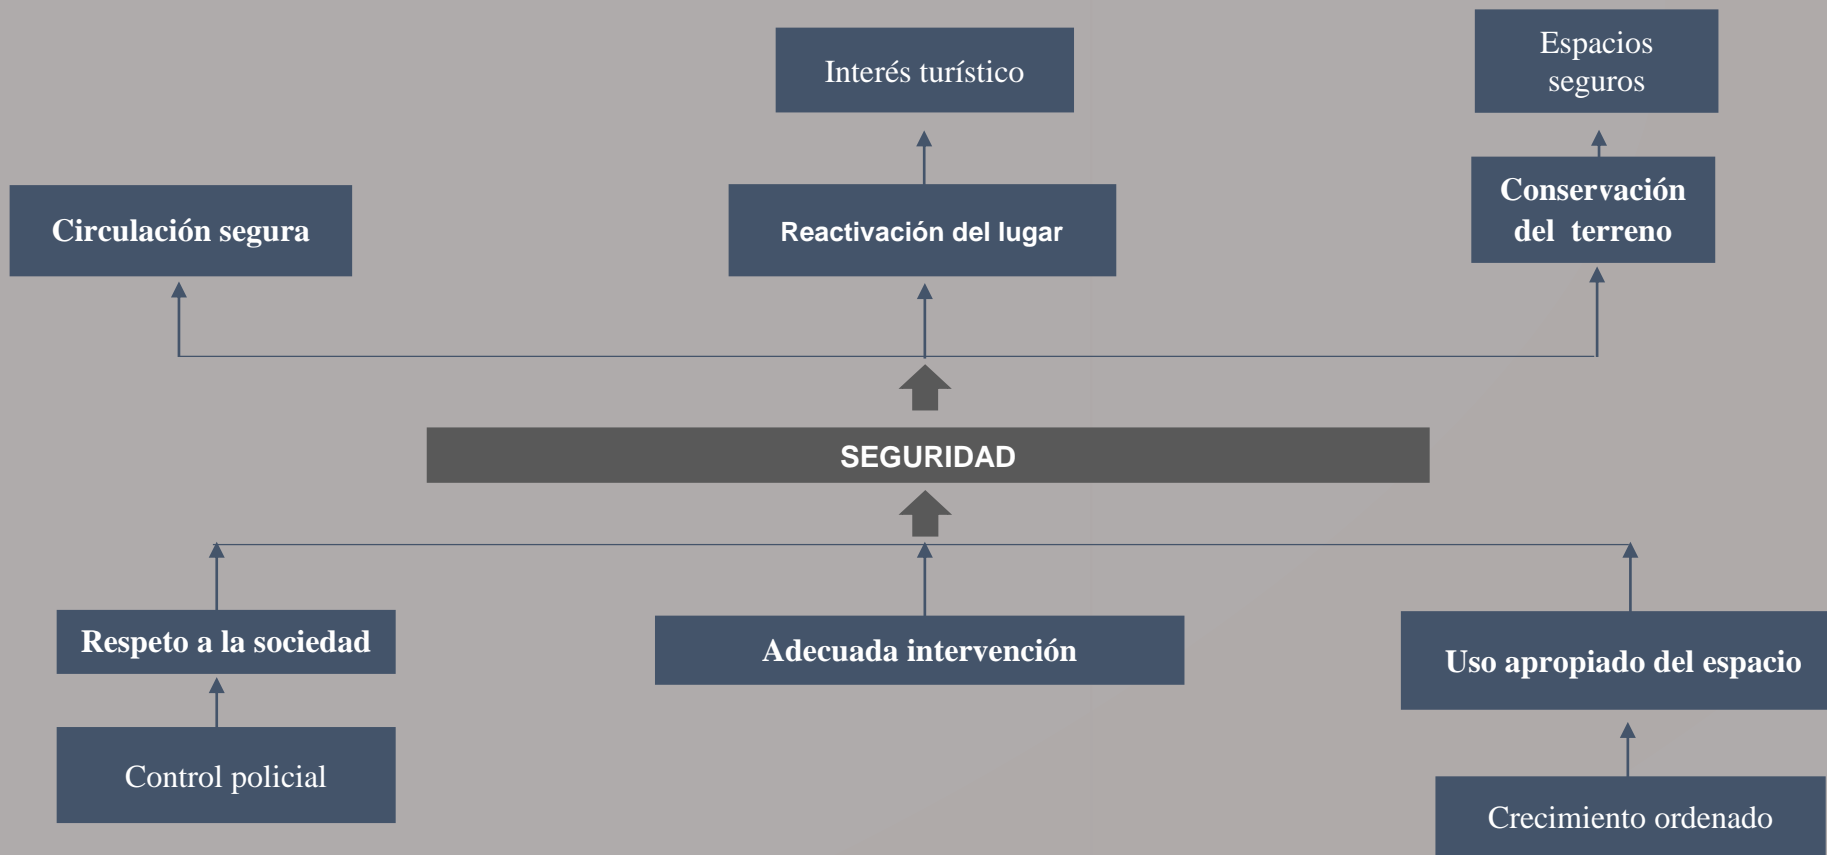 Interés turístico
Espacios
seguros
Circulación segura
Reactivación del lugar
Conservación
del terreno
SEGURIDAD
Respeto a la sociedad
Adecuada intervención
Uso apropiado del espacio
Control policial
Crecimiento ordenado